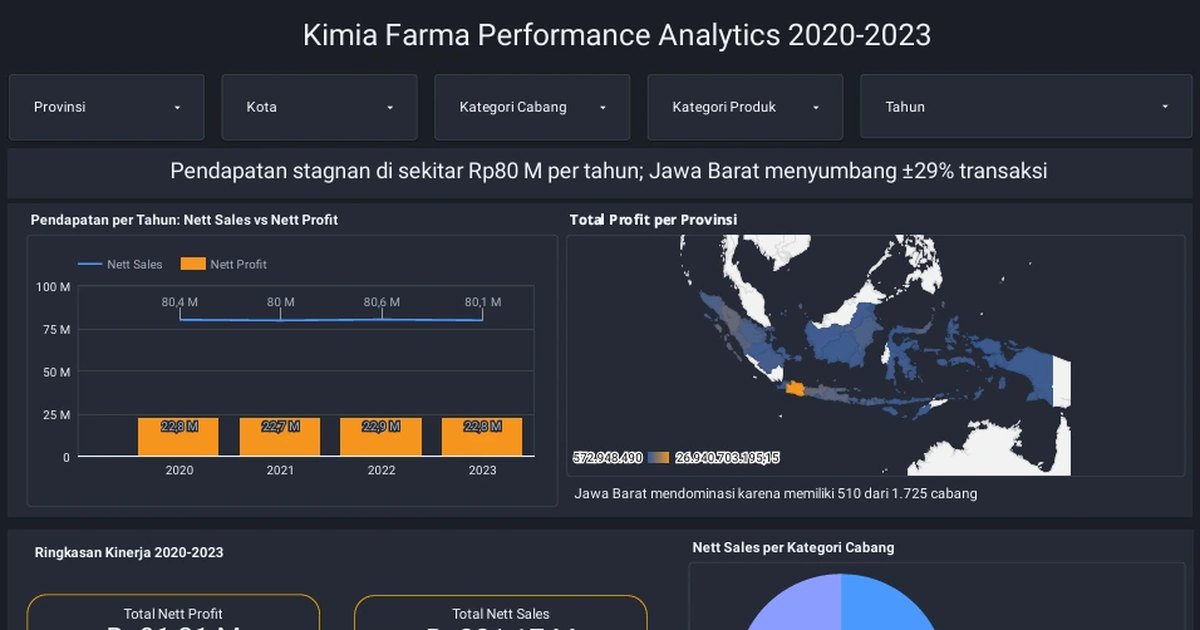 Kimia Farma Performance Analytics 2020-2023
Provinsi
Kota
Kategori Cabang
Kategori Produk
Tahun
Pendapatan stagnan di sekitar Rp80 M per tahun; Jawa Barat menyumbang ±29% transaksi
Pendapatan per Tahun: Nett Sales vs Nett Profit
Nett Sales
Nett Profit
100 M
75 M
50 M
25 M
0
80,4 M
80 M
80,6 M
80,1 M
22,8 M
22,7 M
22,9 M
22,8 M
2020
2021
2022
2023
Total Profit per Provinsi
572.948.490
26.940.703.195,15
Jawa Barat mendominasi karena memiliki 510 dari 1.725 cabang
Ringkasan Kinerja 2020-2023
Total Nett Profit
Total Nett Sales
Nett Sales per Kategori Cabang